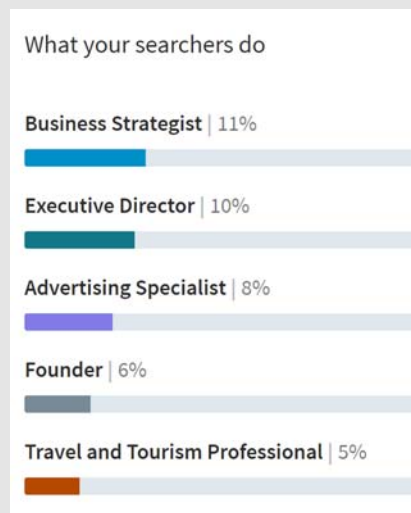 What your searchers do
Business Strategist | 11%
Executive Director | 10%
Advertising Specialist | 8%
Founder | 6%
Travel and Tourism Professional | 5%